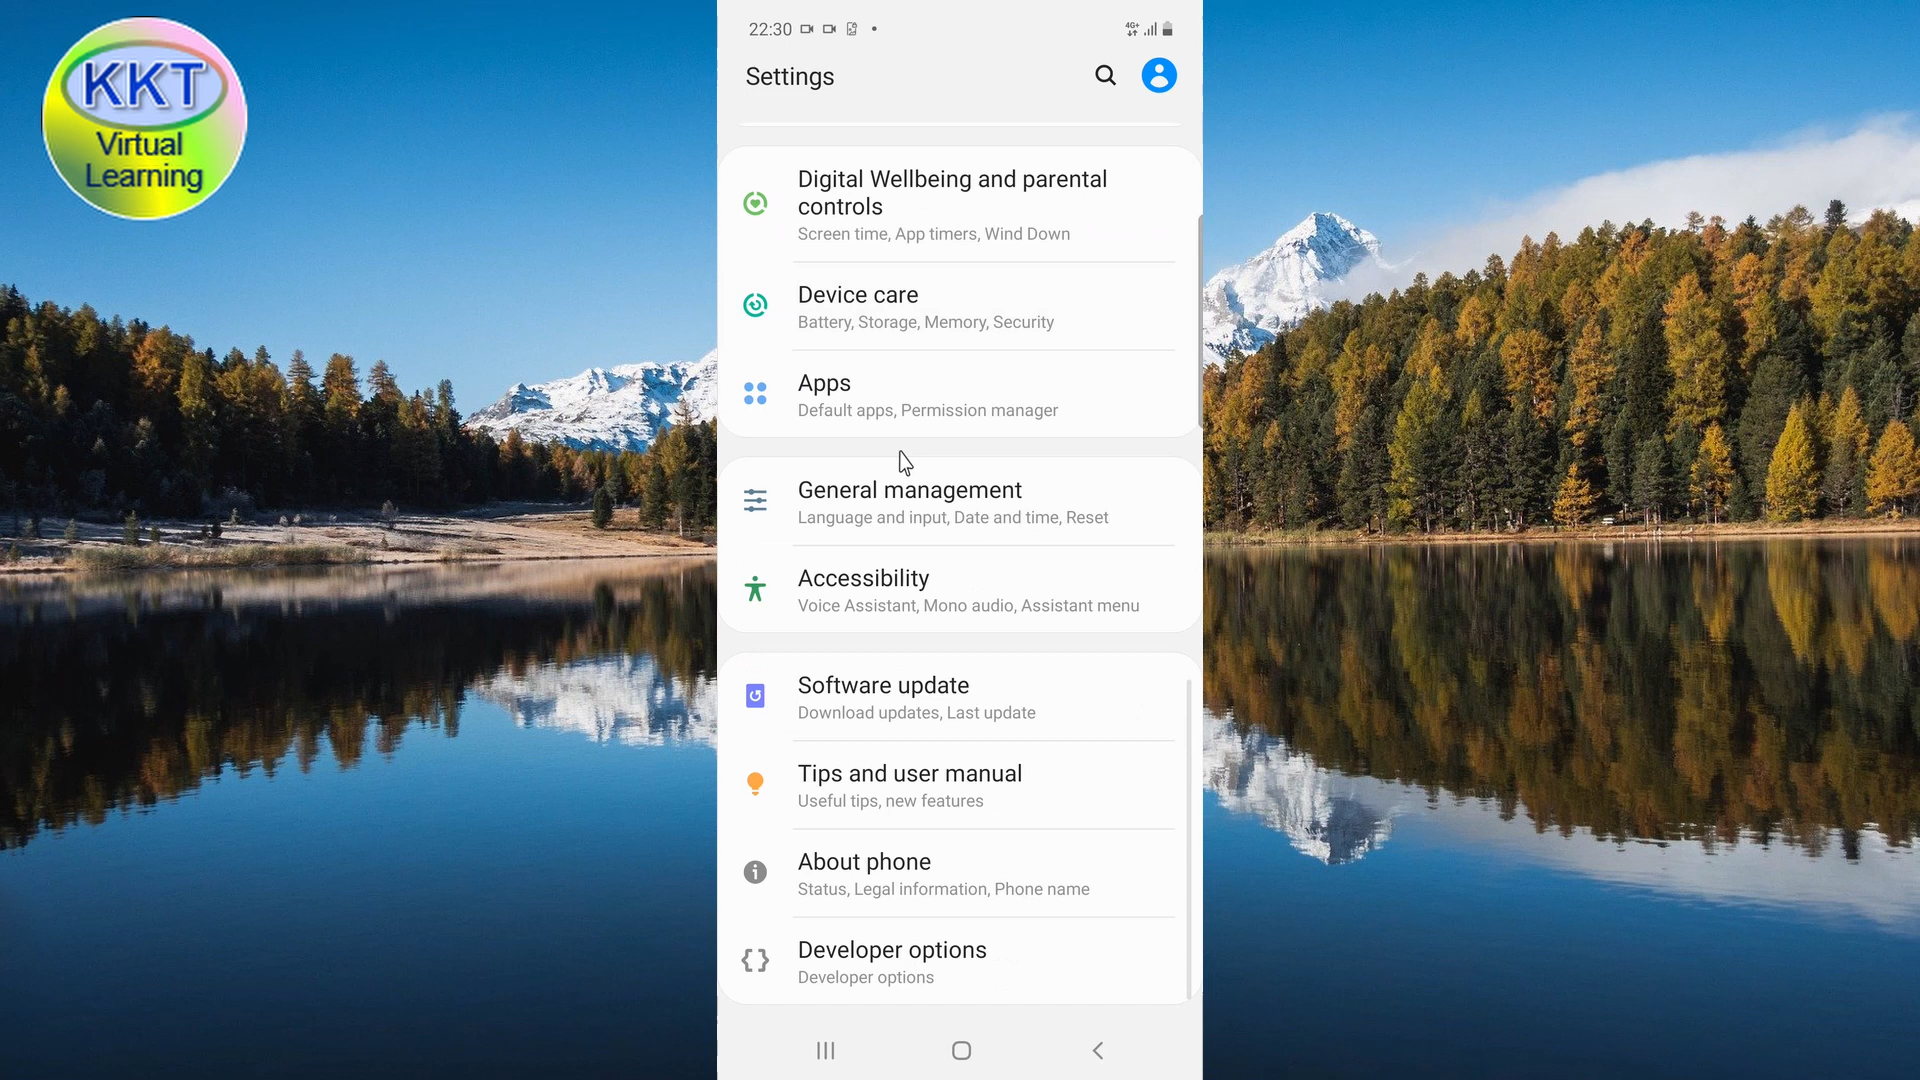 KKT
Virtual
Learning
22:30
4G+
Settings
Digital Wellbeing and parental
controls
Screen time, App timers, Wind Down
Device care
Battery, Storage, Memory, Security
Apps
Default apps, Permission manager
General management
Language and input, Date and time, Reset
Accessibility
Voice Assistant, Mono audio, Assistant menu
Software update
Download updates, Last update
Tips and user manual
Useful tips, new features
About phone
Status, Legal information, Phone name
Developer options
Developer options